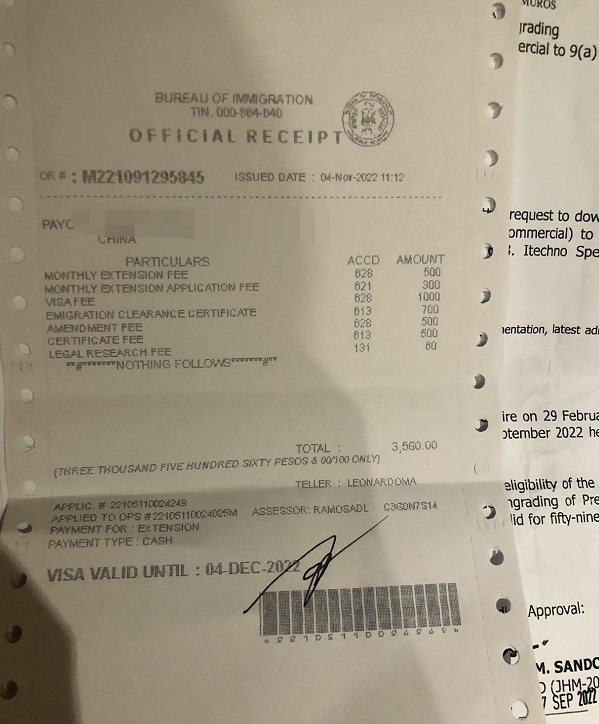 BUREAU OF IMMIGRATION
TIN. 000-864-640
OFFICIAL RECEIPT
OR # : M221091295845 ISSUED DATE : 04-Nov-2022 11:12
CHINA
PARTICULARS ACCD AMOUNT
MONTHLY EXTENSION FEE 628 500
MONTHLY EXTENSION APPLICATION FEE 621 300
VISA FEE 628 1000
EMIGRATION CLEARANCE CERTIFICATE 613 700
AMENDMENT FEE 628 500
CERTIFICATE FEE 613 500
LEGAL RESEARCH FEE 131 60
**#*******NOTHING FOLLOWS*******#**
TOTAL : 3,560.00
(THREE THOUSAND FIVE HUNDRED SIXTY PESOS & 00/100 ONLY)
TELLER : LEONARDOMA
APPLIC. # 22105110024249
APPLIED TO OPS # 22105110024025M ASSESSOR: RAMOSADL C3G0N7S14
PAYMENT FOR : EXTENSION
PAYMENT TYPE : CASH
VISA VALID UNTIL : 04-DEC-2022
MUROS
grading
ercial to 9(a)
request to dow
ommercial) to
3. Itechno Spe
entation, latest ad
ire on 29 Februa
ptember 2022 he
eligibility of the
ngrading of Pre
lid for fifty-nine
Approval:
M. SANDO
(JHM-20
7 SEP 2022